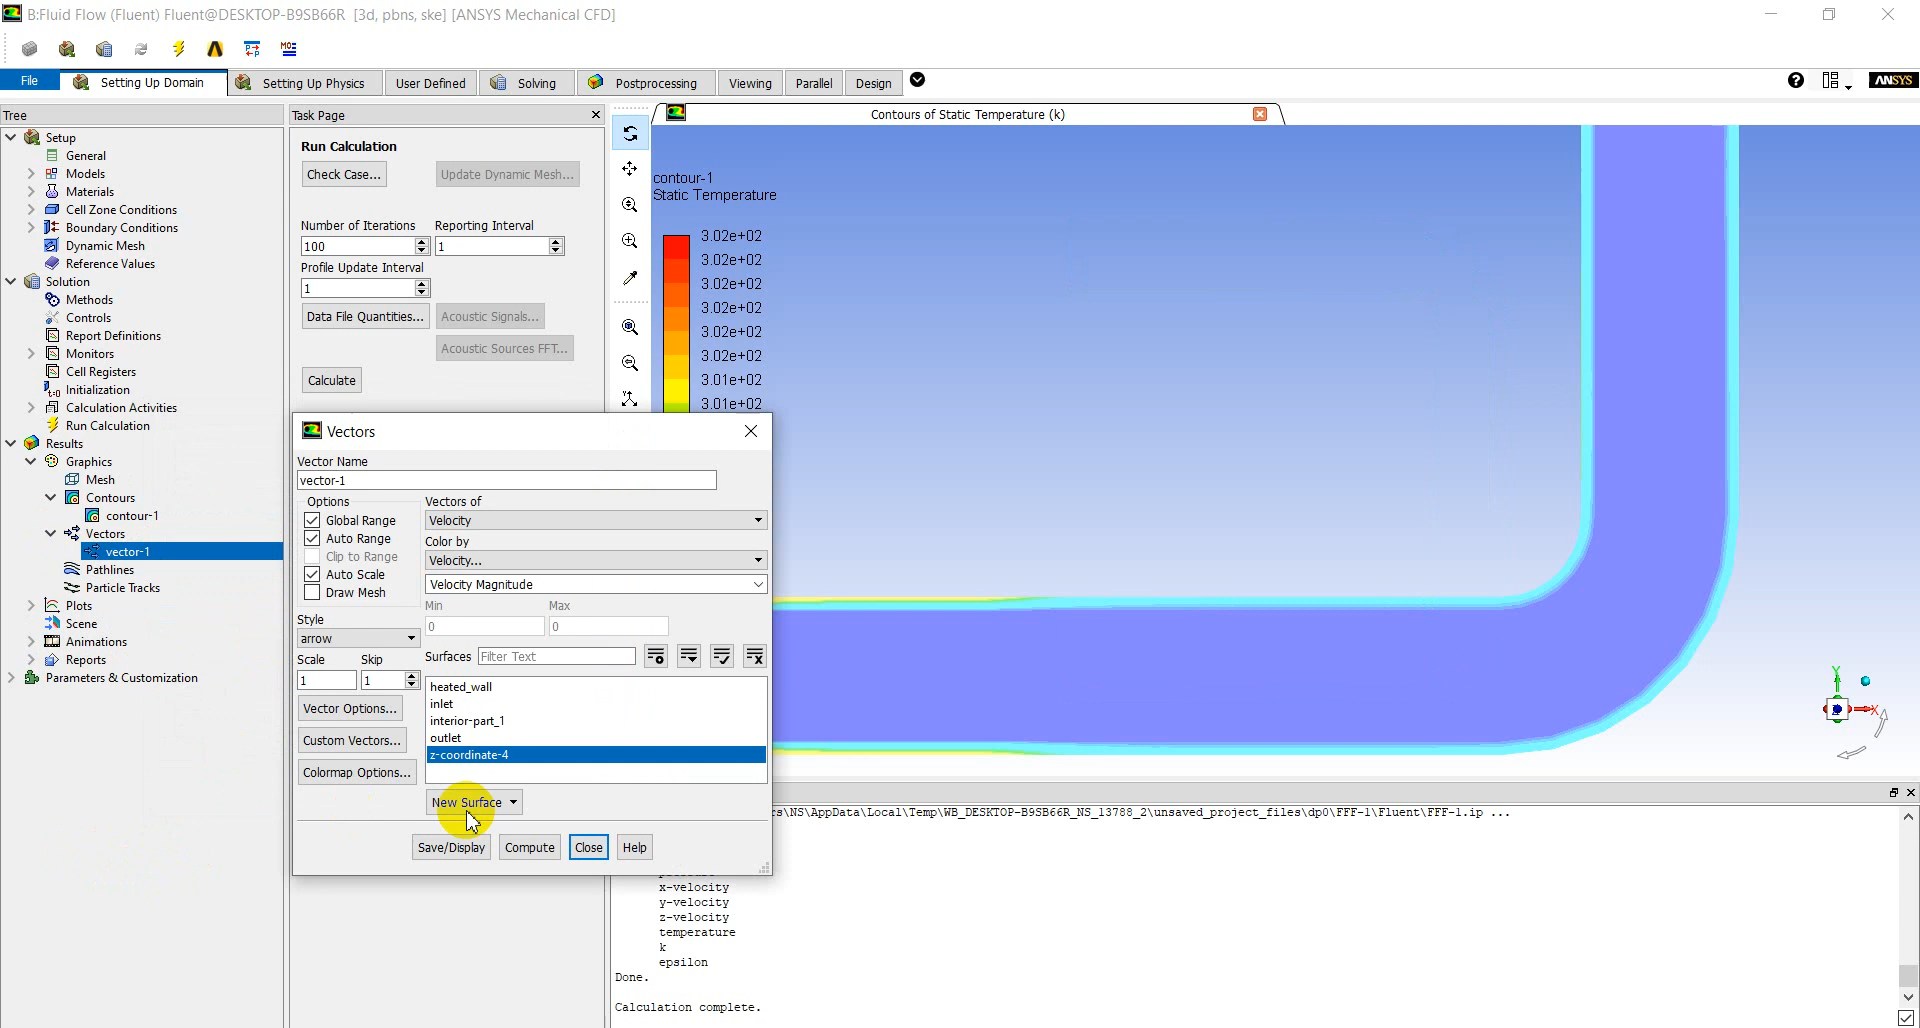 B:Fluid Flow (Fluent) Fluent@DESKTOP-B9SB66R [3d, pbns, ske] [ANSYS Mechanical CFD]
File
Setting Up Domain
Setting Up Physics
User Defined
Solving
Postprocessing
Viewing
Parallel
Design
ANSYS
Tree
Setup
General
Models
Materials
Cell Zone Conditions
Boundary Conditions
Dynamic Mesh
Reference Values
Solution
Methods
Controls
Report Definitions
Monitors
Cell Registers
Initialization
Calculation Activities
Run Calculation
Results
Graphics
Mesh
Contours
contour-1
Vectors
vector-1
Pathlines
Particle Tracks
Plots
Scene
Animations
Reports
Parameters & Customization
Task Page
Run Calculation
Check Case...
Update Dynamic Mesh...
Number of Iterations
Reporting Interval
100
1
Profile Update Interval
1
Data File Quantities...
Acoustic Signals...
Acoustic Sources FFT...
Calculate
Contours of Static Temperature (k)
contour-1
Static Temperature
3.02e+02
3.02e+02
3.02e+02
3.02e+02
3.02e+02
3.02e+02
3.01e+02
3.01e+02
Y
X
Z
Vectors
Vector Name
vector-1
Options
Global Range
Auto Range
Clip to Range
Auto Scale
Draw Mesh
Style
arrow
Scale
Skip
1
1
Vector Options...
Custom Vectors...
Colormap Options...
Vectors of
Velocity
Color by
Velocity...
Velocity Magnitude
Min
Max
0
0
Surfaces
Filter Text
heated_wall
inlet
interior-part_1
outlet
z-coordinate-4
New Surface
Save/Display
Compute
Close
Help
s\NS\AppData\Local\Temp\WB_DESKTOP-B9SB66R_NS_13788_2\unsaved_project_files\dp0\FFF-1\Fluent\FFF-1.ip ...
x-velocity
y-velocity
z-velocity
temperature
k
epsilon
Done.
Calculation complete.